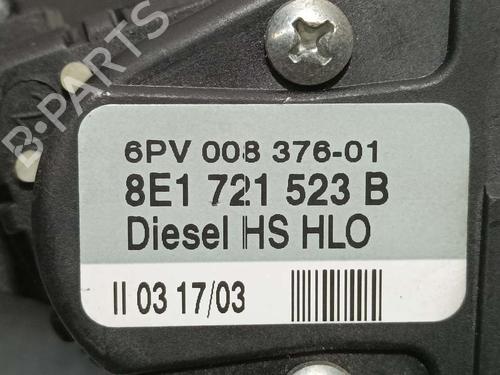 B-PARTS
6PV 008 376-01
8E1 721 523 B
Diesel HS HLO
II 03 17/03